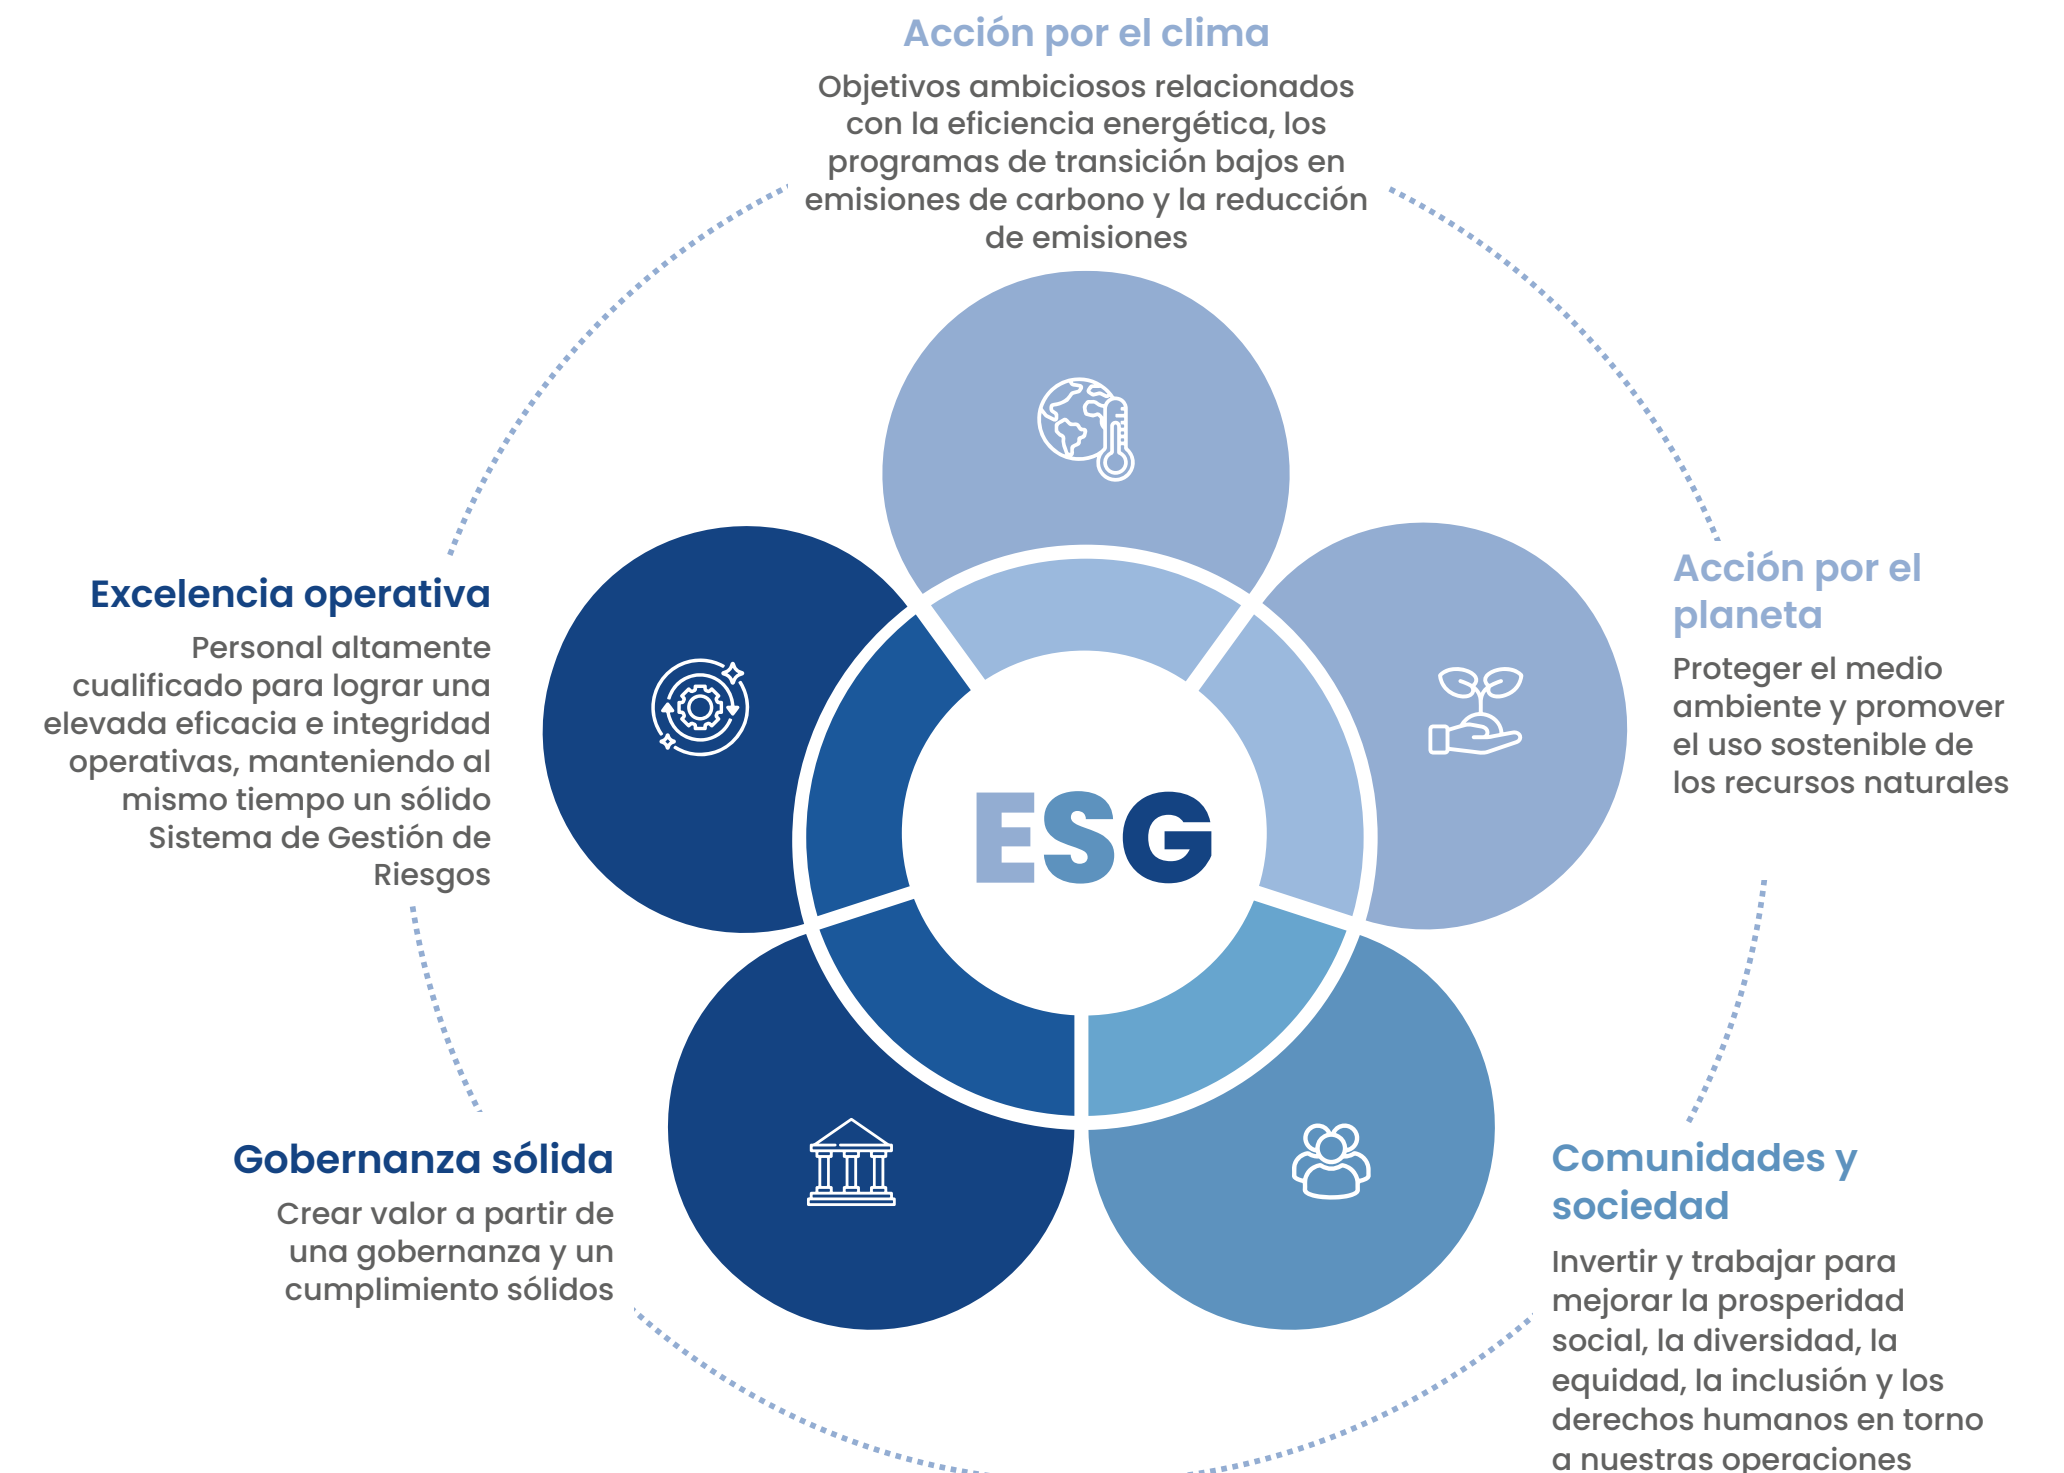 Acción por el clima
Objetivos ambiciosos relacionados
con la eficiencia energética, los
programas de transición bajos en
emisiones de carbono y la reducción
de emisiones
Acción por el
planeta
Proteger el medio
ambiente y promover
el uso sostenible de
los recursos naturales
Excelencia operativa
Personal altamente
cualificado para lograr una
elevada eficacia e integridad
operativas, manteniendo al
mismo tiempo un sólido
Sistema de Gestión de
Riesgos
ESG
Gobernanza sólida
Crear valor a partir de
una gobernanza y un
cumplimiento sólidos
Comunidades y
sociedad
Invertir y trabajar para
mejorar la prosperidad
social, la diversidad, la
equidad, la inclusión y los
derechos humanos en torno
a nuestras operaciones